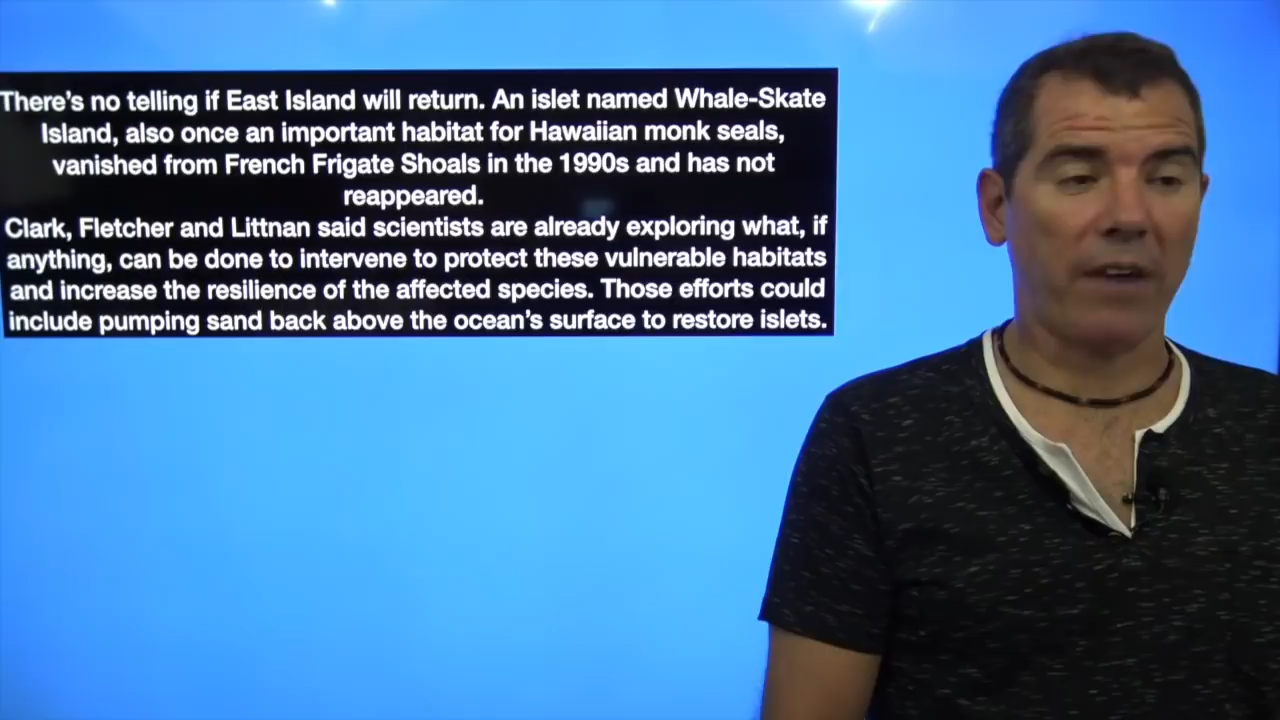 There’s no telling if East Island will return. An islet named Whale-Skate
Island, also once an important habitat for Hawaiian monk seals,
vanished from French Frigate Shoals in the 1990s and has not
reappeared.
Clark, Fletcher and Littnan said scientists are already exploring what, if
anything, can be done to intervene to protect these vulnerable habitats
and increase the resilience of the affected species. Those efforts could
include pumping sand back above the ocean’s surface to restore islets.